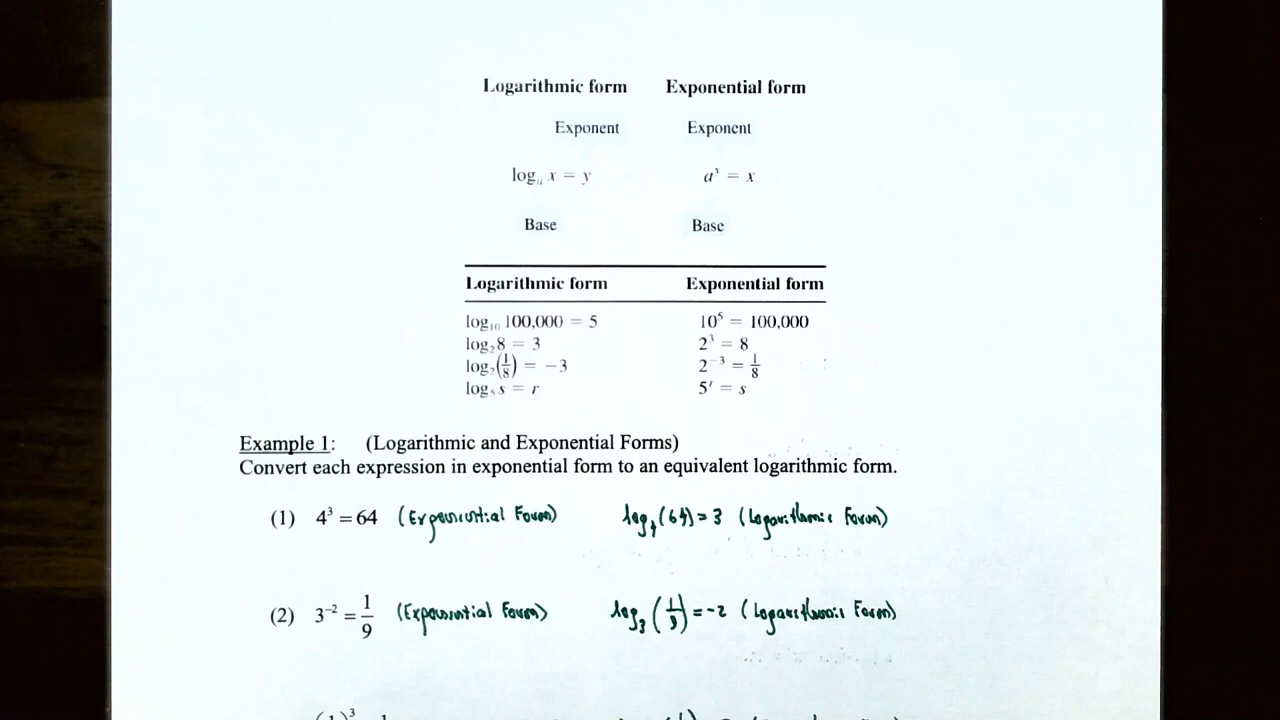 Logarithmic form Exponential form
Exponent Exponent
logₐ x = y aʸ = x
Base Base
Logarithmic form Exponential form
log₁₀ 100,000 = 5 10⁵ = 100,000
log₂8 = 3 2³ = 8
log₂(1/8) = −3 2⁻³ = 1/8
log₅s = r 5ʳ = s
Example 1: (Logarithmic and Exponential Forms)
Convert each expression in exponential form to an equivalent logarithmic form.
(1) 4³ = 64 (Exponential Form) log₄(64) = 3 (Logarithmic Form)
(2) 3⁻² = 1/9 (Exponential Form) log₃(1/9) = -2 (Logarithmic Form)